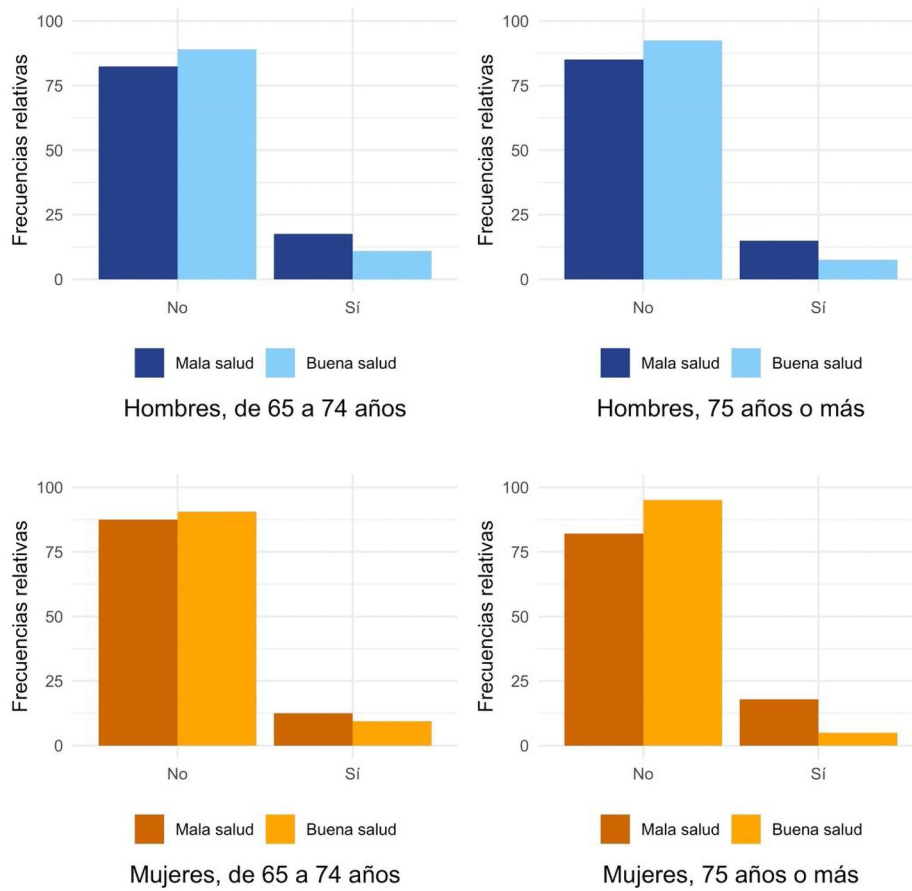 Frecuencias relativas
100
75
50
25
0
No Sí
Mala salud Buena salud
Hombres, de 65 a 74 años
Frecuencias relativas
100
75
50
25
0
No Sí
Mala salud Buena salud
Hombres, 75 años o más
Frecuencias relativas
100
75
50
25
0
No Sí
Mala salud Buena salud
Mujeres, de 65 a 74 años
Frecuencias relativas
100
75
50
25
0
No Sí
Mala salud Buena salud
Mujeres, 75 años o más